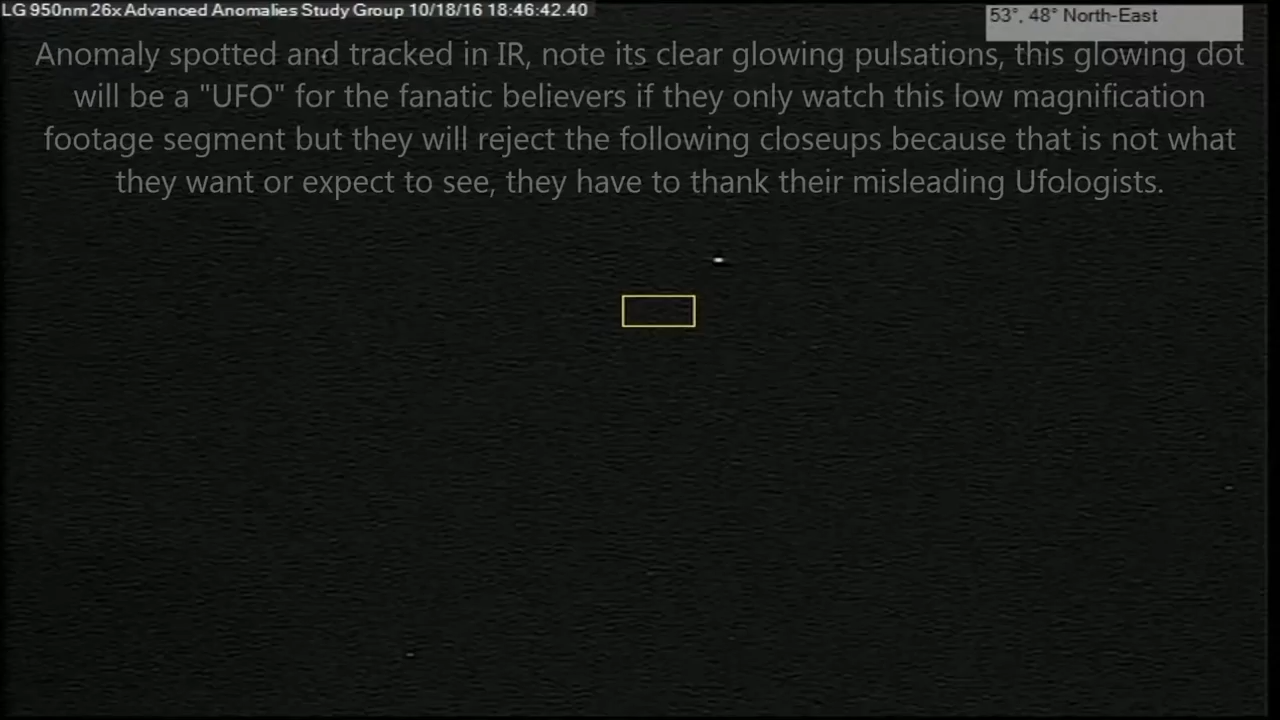 LG 950nm 26x Advanced Anomalies Study Group 10/18/16 18:46:42.40
53°, 48° North-East
Anomaly spotted and tracked in IR, note its clear glowing pulsations, this glowing dot
will be a "UFO" for the fanatic believers if they only watch this low magnification
footage segment but they will reject the following closeups because that is not what
they want or expect to see, they have to thank their misleading Ufologists.